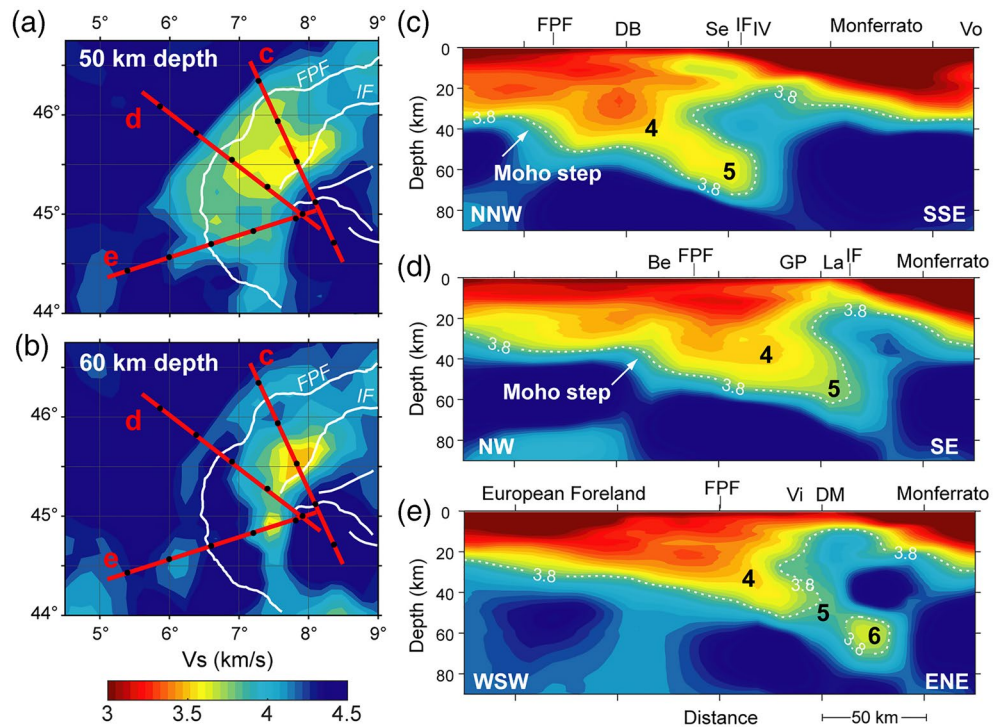 (a)
5° 6° 7° 8° 9°
50 km depth
c
FPF
IF
d
e
46°
45°
44°
(b)
60 km depth
c
FPF
IF
d
e
46°
45°
44°
5° 6° 7° 8° 9°
Vs (km/s)
3 3.5 4 4.5
(c)
FPF DB Se IF IV Monferrato Vo
0
20
40
60
80
Depth (km)
3.8
3.8
3.8
4
5
Moho step
NNW SSE
(d)
Be FPF GP La IF Monferrato
0
20
40
60
80
Depth (km)
3.8
3.8
3.8
4
5
Moho step
NW SE
(e)
European Foreland FPF Vi DM Monferrato
0
20
40
60
80
Depth (km)
3.8
3.8
3.8
3.8
4
5
6
WSW ENE
Distance 50 km